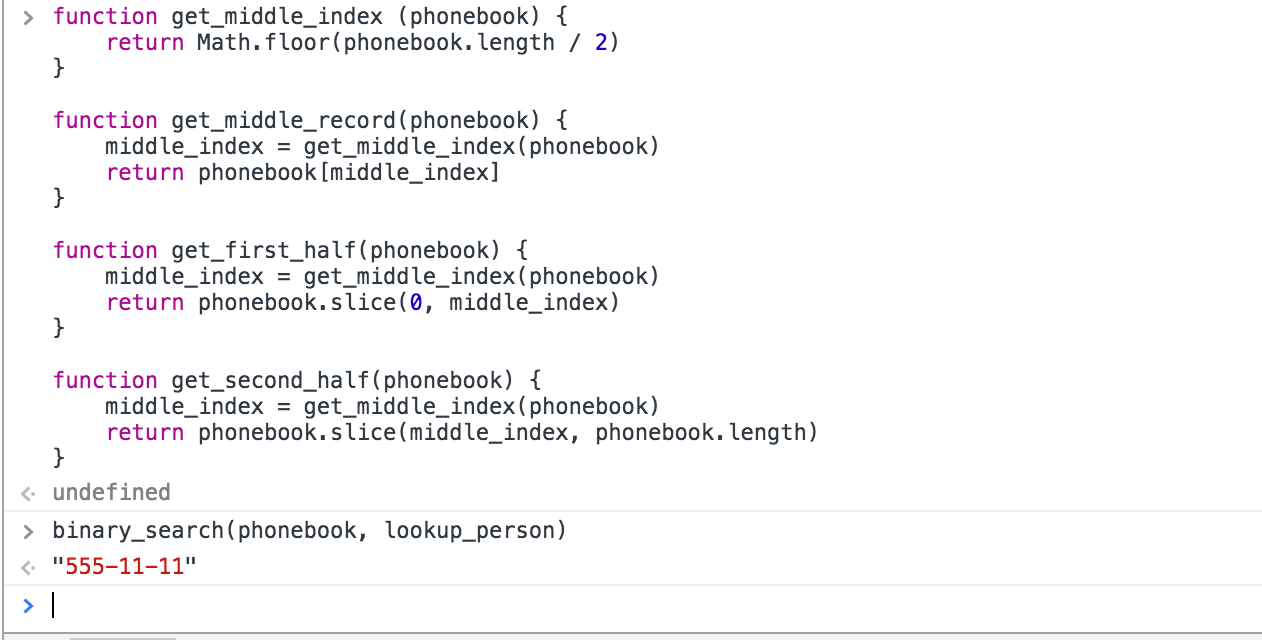 > function get_middle_index (phonebook) {
return Math.floor(phonebook.length / 2)
}
function get_middle_record(phonebook) {
middle_index = get_middle_index(phonebook)
return phonebook[middle_index]
}
function get_first_half(phonebook) {
middle_index = get_middle_index(phonebook)
return phonebook.slice(0, middle_index)
}
function get_second_half(phonebook) {
middle_index = get_middle_index(phonebook)
return phonebook.slice(middle_index, phonebook.length)
}
undefined
> binary_search(phonebook, lookup_person)
"555-11-11"
>